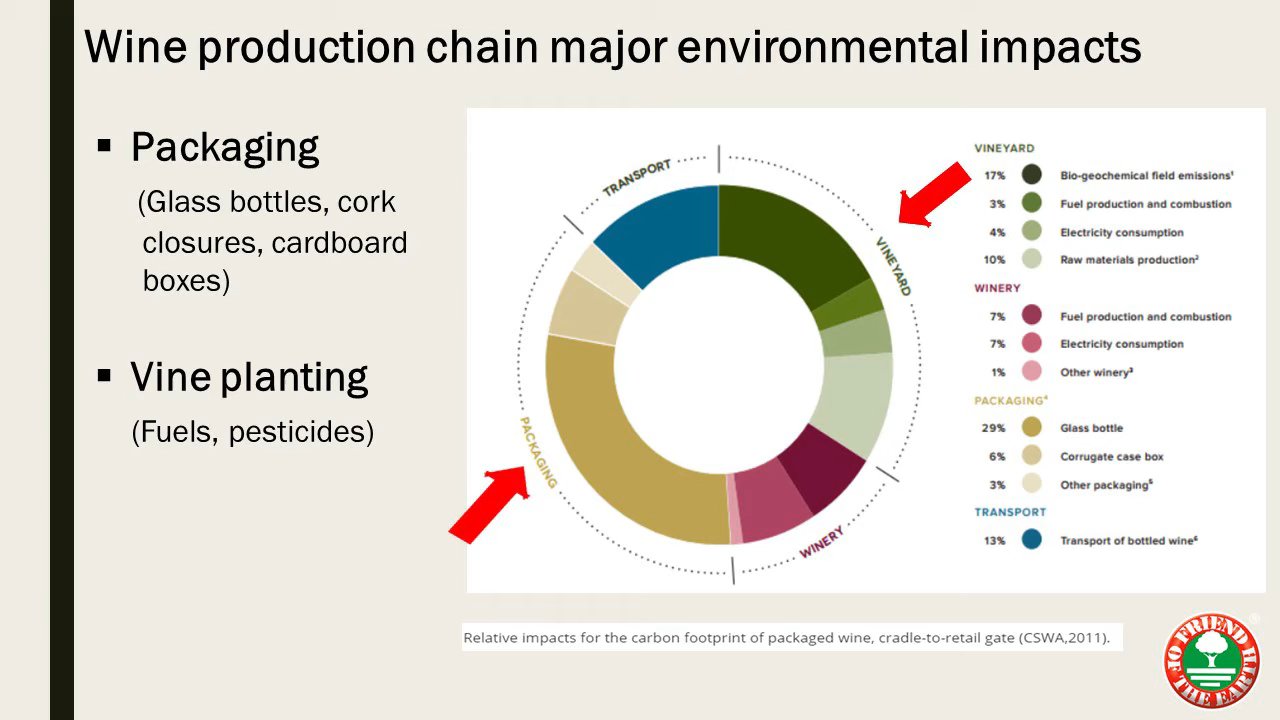 Wine production chain major environmental impacts
▪ Packaging
(Glass bottles, cork
closures, cardboard
boxes)
▪ Vine planting
(Fuels, pesticides)
TRANSPORT
VINEYARD
PACKAGING
WINERY
VINEYARD
17% Bio-geochemical field emissions¹
3% Fuel production and combustion
4% Electricity consumption
10% Raw materials production²
WINERY
7% Fuel production and combustion
7% Electricity consumption
1% Other winery³
PACKAGING⁴
29% Glass bottle
6% Corrugate case box
3% Other packaging⁵
TRANSPORT
13% Transport of bottled wine⁶
Relative impacts for the carbon footprint of packaged wine, cradle-to-retail gate (CSWA,2011).
FRIEND
OF
THE EARTH
®